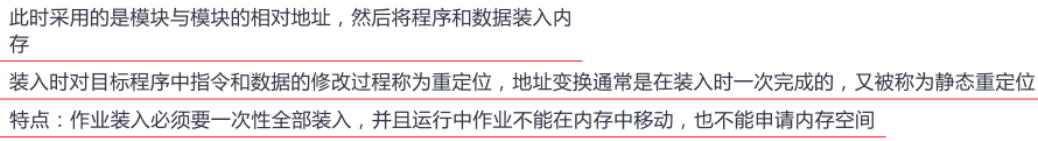 此时采用的是模块与模块的相对地址，然后将程序和数据装入内
存
装入时对目标程序中指令和数据的修改过程称为重定位，地址变换通常是在装入时一次完成的，又被称为静态重定位
特点：作业装入必须要一次性全部装入，并且运行中作业不能在内存中移动，也不能申请内存空间